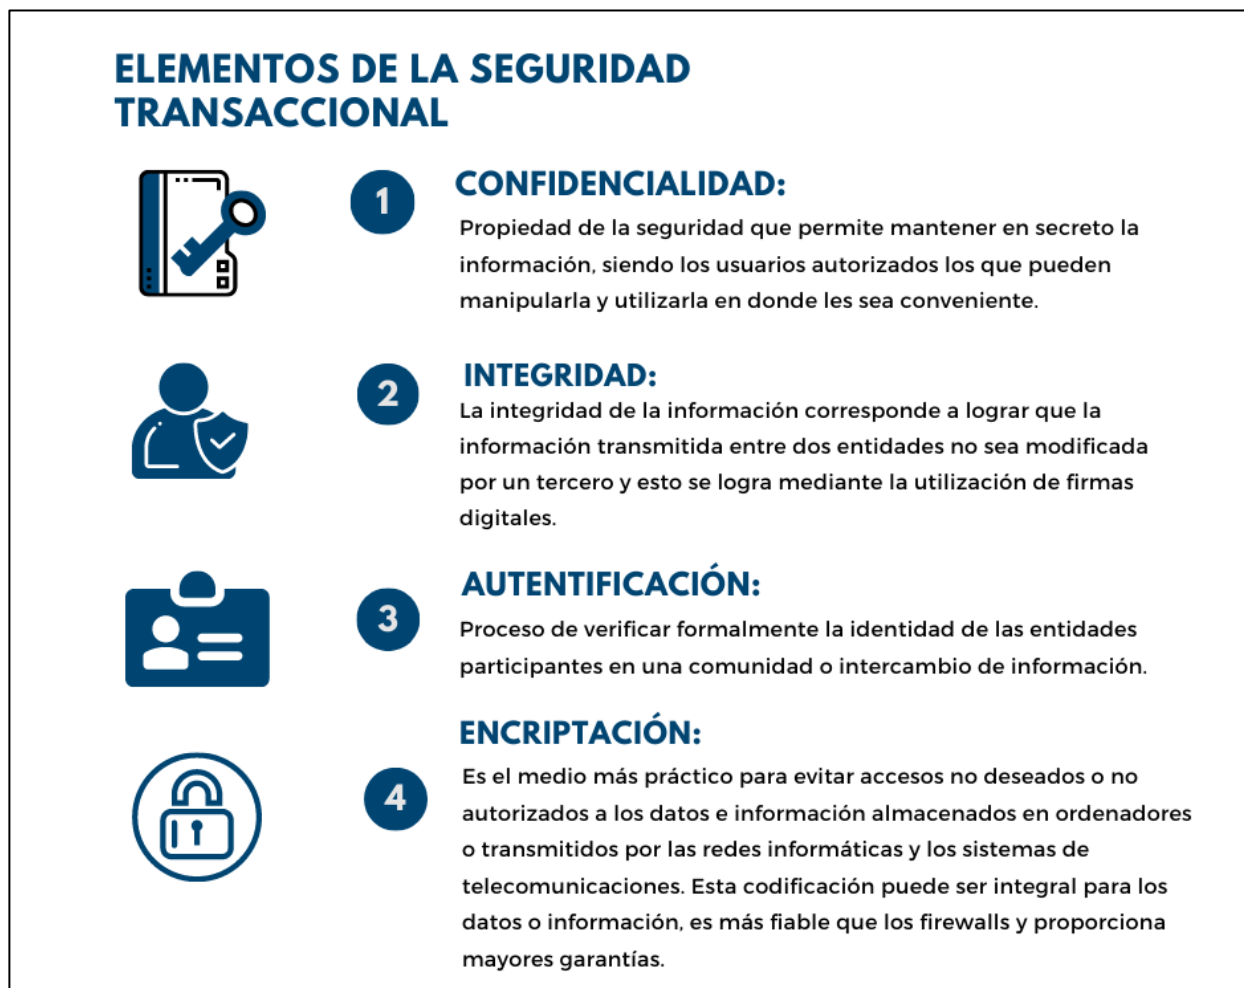 ELEMENTOS DE LA SEGURIDAD
TRANSACCIONAL
1
CONFIDENCIALIDAD:
Propiedad de la seguridad que permite mantener en secreto la
información, siendo los usuarios autorizados los que pueden
manipularla y utilizarla en donde les sea conveniente.
2
INTEGRIDAD:
La integridad de la información corresponde a lograr que la
información transmitida entre dos entidades no sea modificada
por un tercero y esto se logra mediante la utilización de firmas
digitales.
3
AUTENTIFICACIÓN:
Proceso de verificar formalmente la identidad de las entidades
participantes en una comunidad o intercambio de información.
4
ENCRIPTACIÓN:
Es el medio más práctico para evitar accesos no deseados o no
autorizados a los datos e información almacenados en ordenadores
o transmitidos por las redes informáticas y los sistemas de
telecomunicaciones. Esta codificación puede ser integral para los
datos o información, es más fiable que los firewalls y proporciona
mayores garantías.